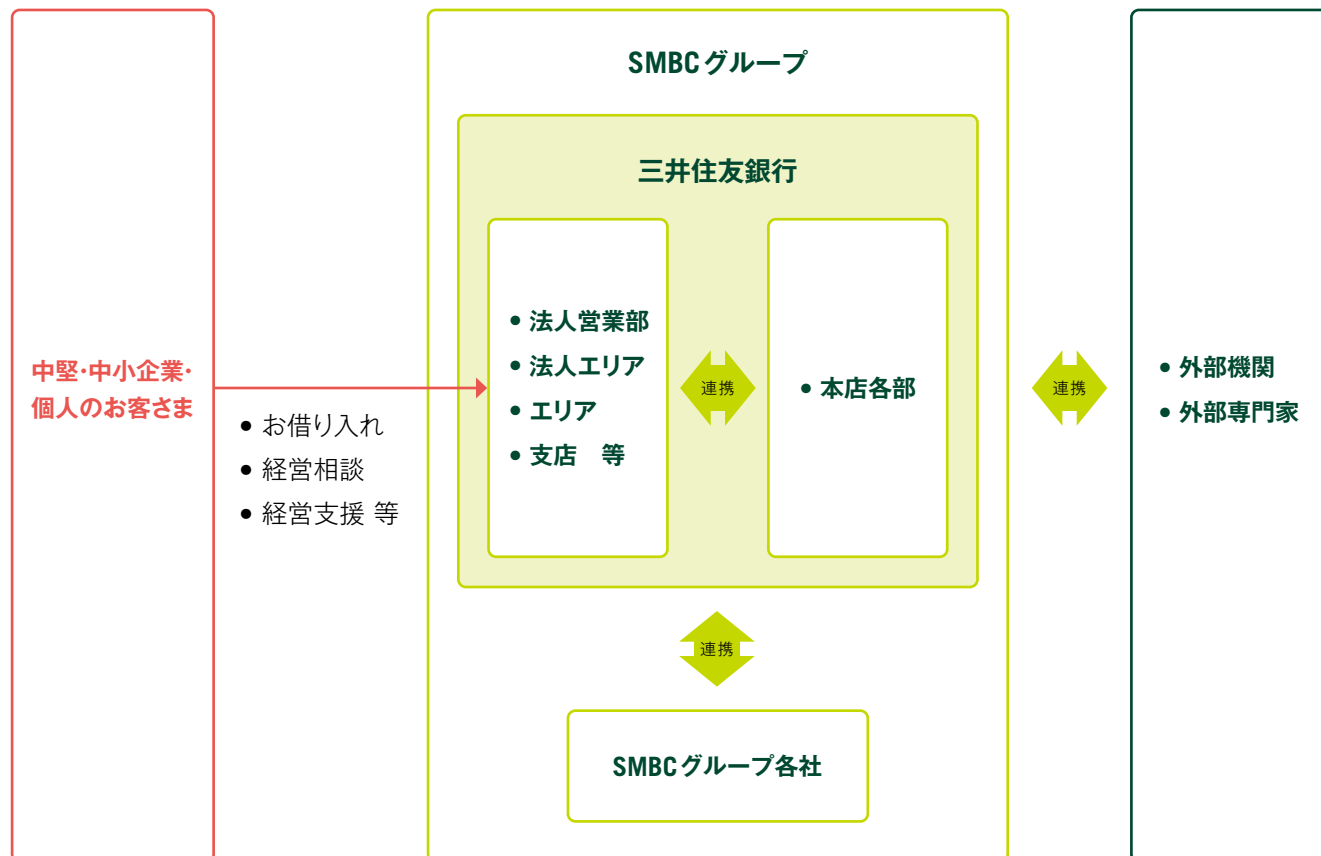 中堅・中小企業・
個人のお客さま
• お借り入れ
• 経営相談
• 経営支援 等
SMBCグループ
三井住友銀行
• 法人営業部
• 法人エリア
• エリア
• 支店　等
連携
• 本店各部
連携
SMBCグループ各社
連携
• 外部機関
• 外部専門家